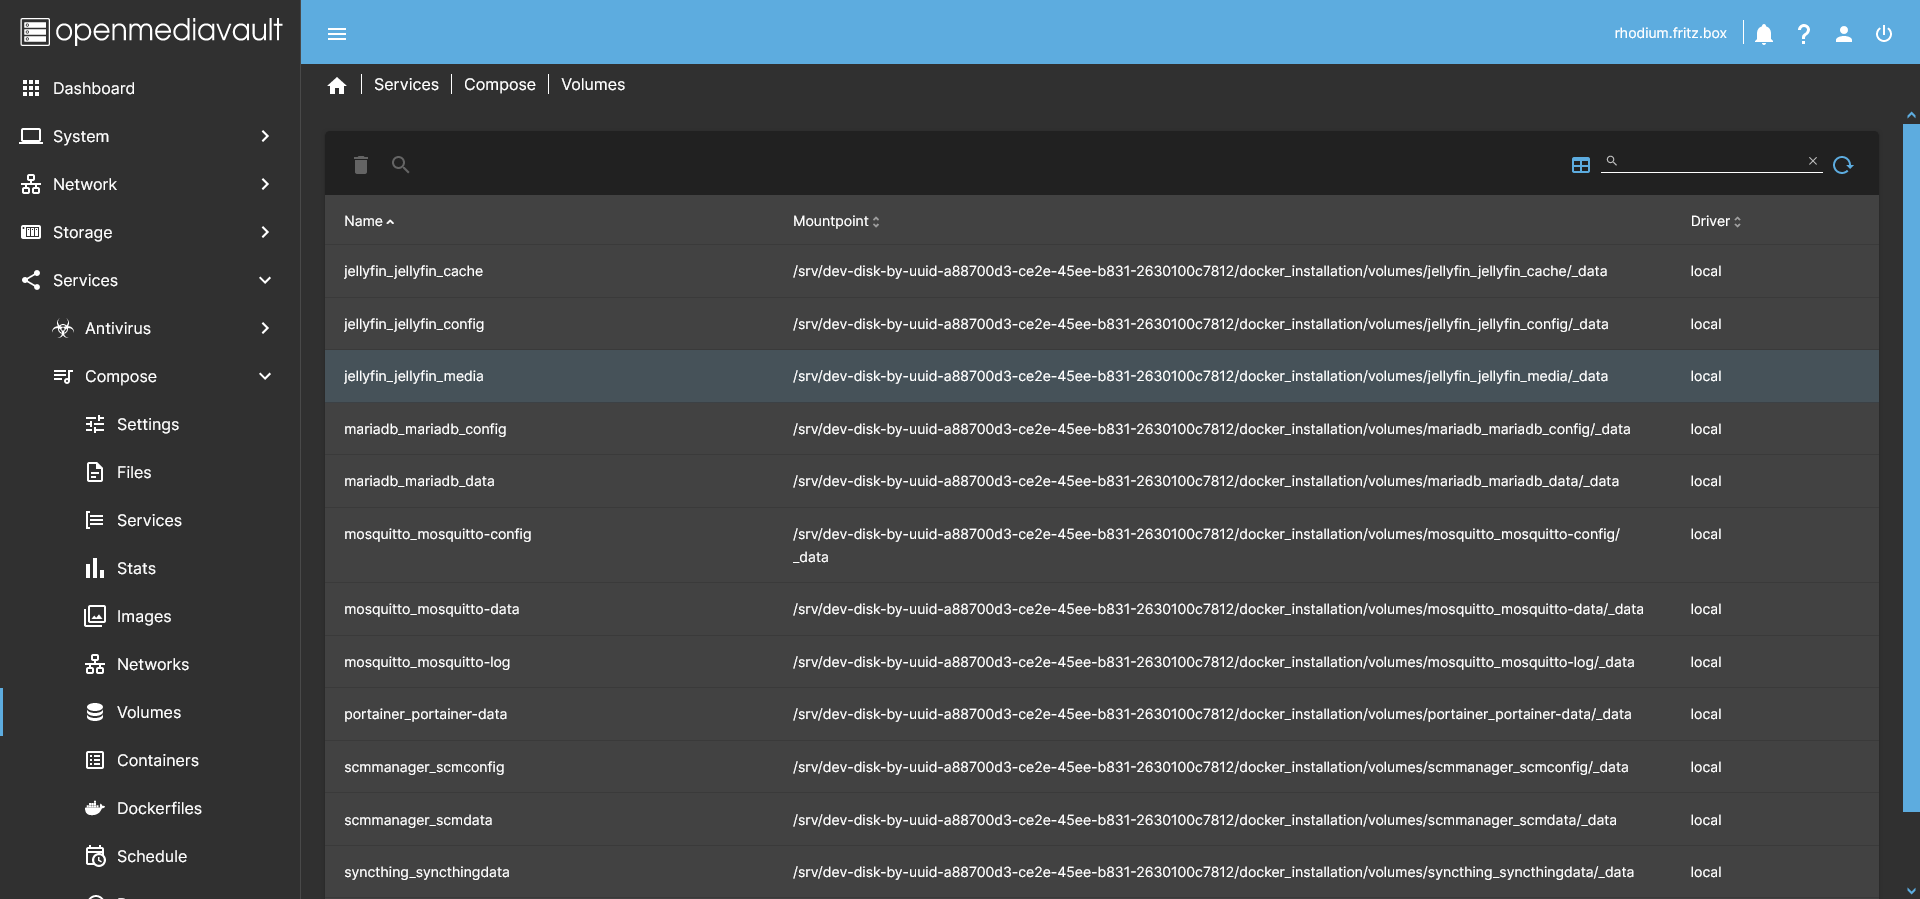 openmediavault
rhodium.fritz.box
Dashboard
System
Network
Storage
Services
Antivirus
Compose
Settings
Files
Services
Stats
Images
Networks
Volumes
Containers
Dockerfiles
Schedule
Services | Compose | Volumes
Name Mountpoint Driver
jellyfin_jellyfin_cache /srv/dev-disk-by-uuid-a88700d3-ce2e-45ee-b831-2630100c7812/docker_installation/volumes/jellyfin_jellyfin_cache/_data local
jellyfin_jellyfin_config /srv/dev-disk-by-uuid-a88700d3-ce2e-45ee-b831-2630100c7812/docker_installation/volumes/jellyfin_jellyfin_config/_data local
jellyfin_jellyfin_media /srv/dev-disk-by-uuid-a88700d3-ce2e-45ee-b831-2630100c7812/docker_installation/volumes/jellyfin_jellyfin_media/_data local
mariadb_mariadb_config /srv/dev-disk-by-uuid-a88700d3-ce2e-45ee-b831-2630100c7812/docker_installation/volumes/mariadb_mariadb_config/_data local
mariadb_mariadb_data /srv/dev-disk-by-uuid-a88700d3-ce2e-45ee-b831-2630100c7812/docker_installation/volumes/mariadb_mariadb_data/_data local
mosquitto_mosquitto-config /srv/dev-disk-by-uuid-a88700d3-ce2e-45ee-b831-2630100c7812/docker_installation/volumes/mosquitto_mosquitto-config/ local
_data
mosquitto_mosquitto-data /srv/dev-disk-by-uuid-a88700d3-ce2e-45ee-b831-2630100c7812/docker_installation/volumes/mosquitto_mosquitto-data/_data local
mosquitto_mosquitto-log /srv/dev-disk-by-uuid-a88700d3-ce2e-45ee-b831-2630100c7812/docker_installation/volumes/mosquitto_mosquitto-log/_data local
portainer_portainer-data /srv/dev-disk-by-uuid-a88700d3-ce2e-45ee-b831-2630100c7812/docker_installation/volumes/portainer_portainer-data/_data local
scmmanager_scmconfig /srv/dev-disk-by-uuid-a88700d3-ce2e-45ee-b831-2630100c7812/docker_installation/volumes/scmmanager_scmconfig/_data local
scmmanager_scmdata /srv/dev-disk-by-uuid-a88700d3-ce2e-45ee-b831-2630100c7812/docker_installation/volumes/scmmanager_scmdata/_data local
syncthing_syncthingdata /srv/dev-disk-by-uuid-a88700d3-ce2e-45ee-b831-2630100c7812/docker_installation/volumes/syncthing_syncthingdata/_data local